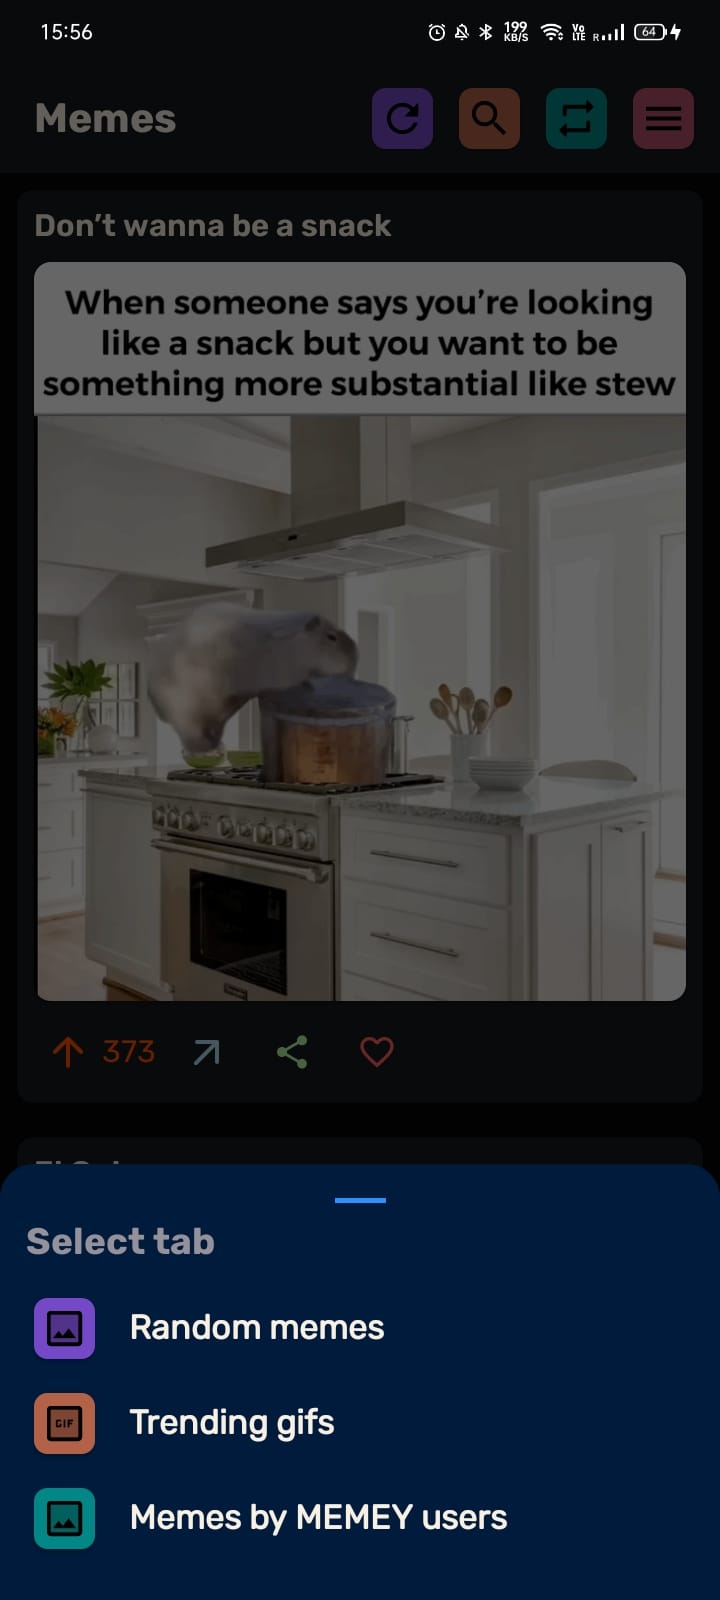 15:56
199
KB/S
Vo
LTE
R
64
Memes
Don't wanna be a snack
When someone says you're looking
like a snack but you want to be
something more substantial like stew
373
Select tab
Random memes
GIF
Trending gifs
Memes by MEMEY users